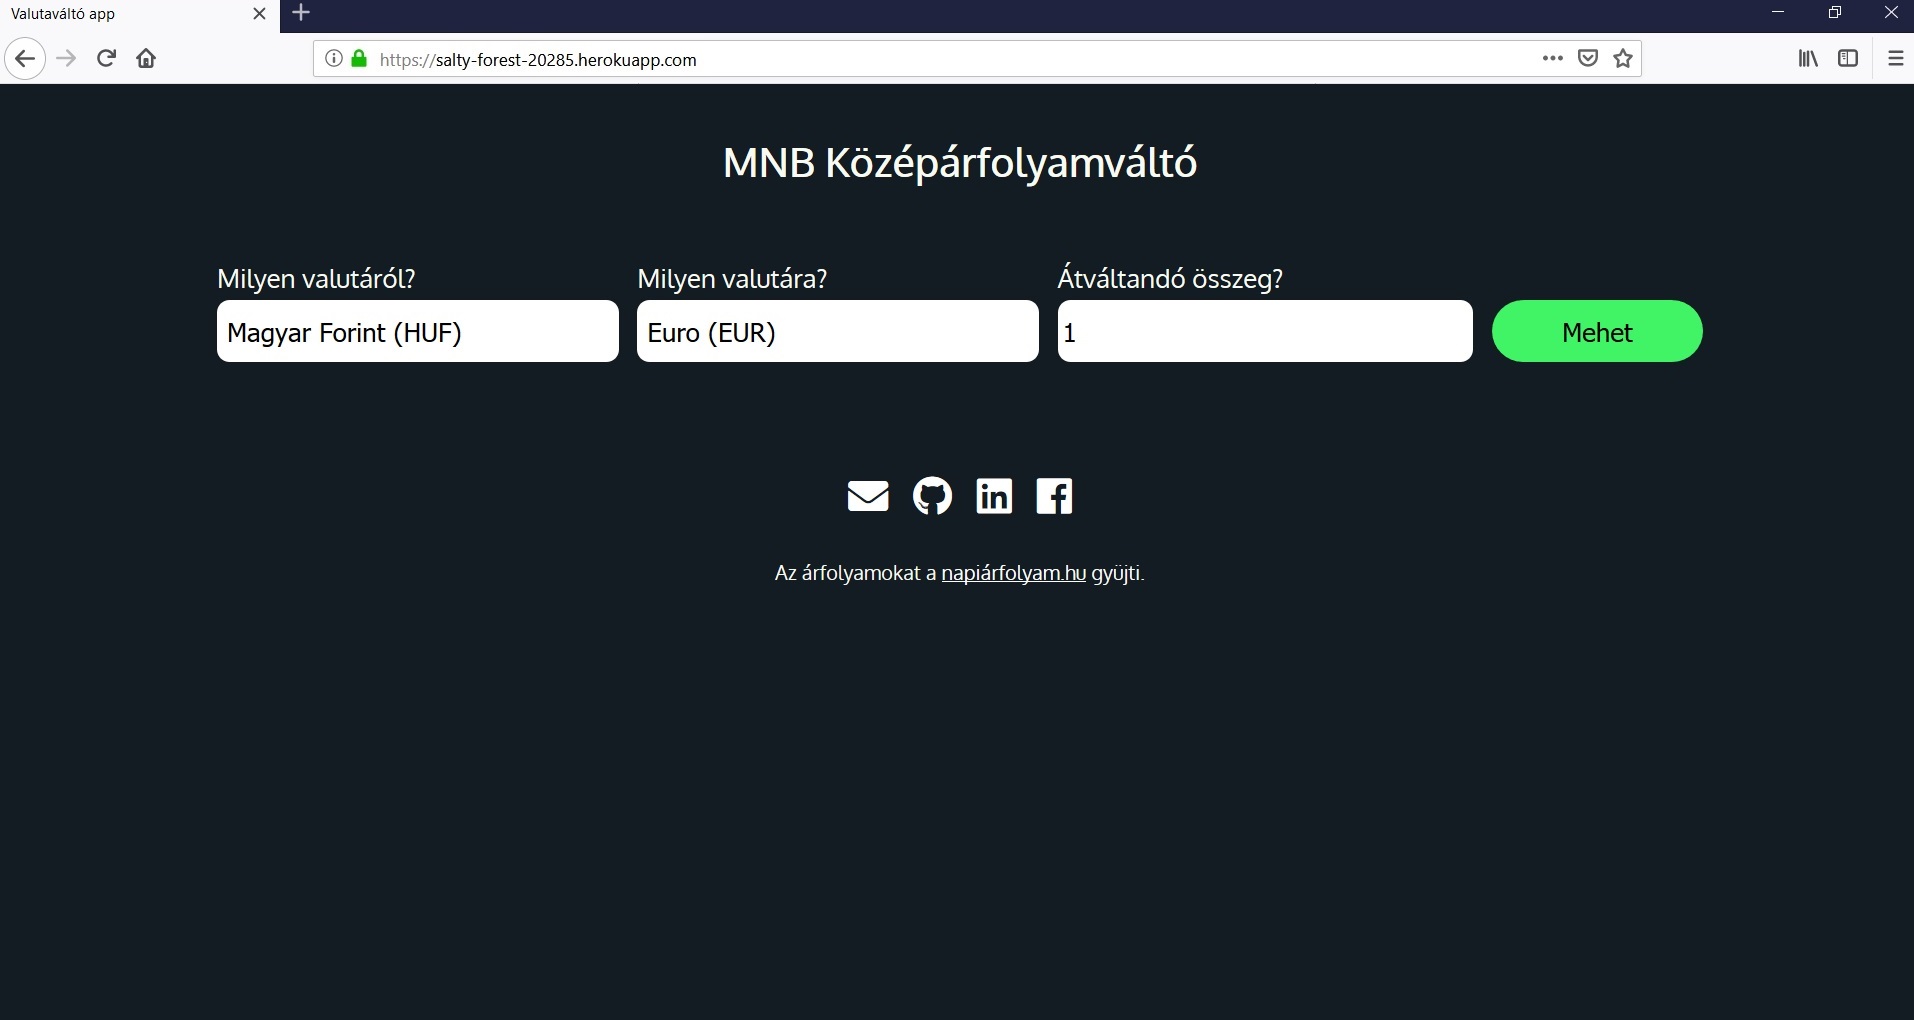 Valutaváltó app
https://salty-forest-20285.herokuapp.com
MNB Középárfolyamváltó
Milyen valutáról?
Milyen valutára?
Átváltandó összeg?
Magyar Forint (HUF)
Euro (EUR)
1
Mehet
Az árfolyamokat a napiárfolyam.hu gyüjti.